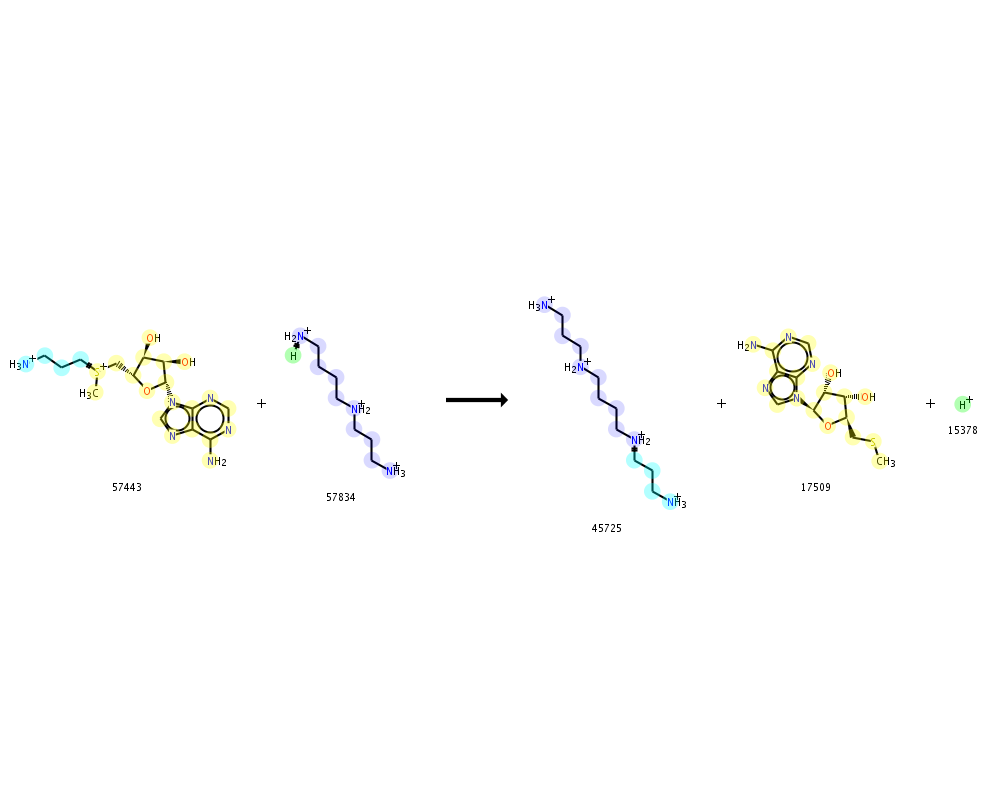 H3N+
S+
H3C
OH
OH
O
N
N
N
N
NH2
57443
+
H2N+
H
NH2+
NH3+
57834
H3N+
H2N+
NH2+
NH3+
45725
+
H2N
N
N
N
N
OH
OH
O
S
CH3
17509
+
H+
15378